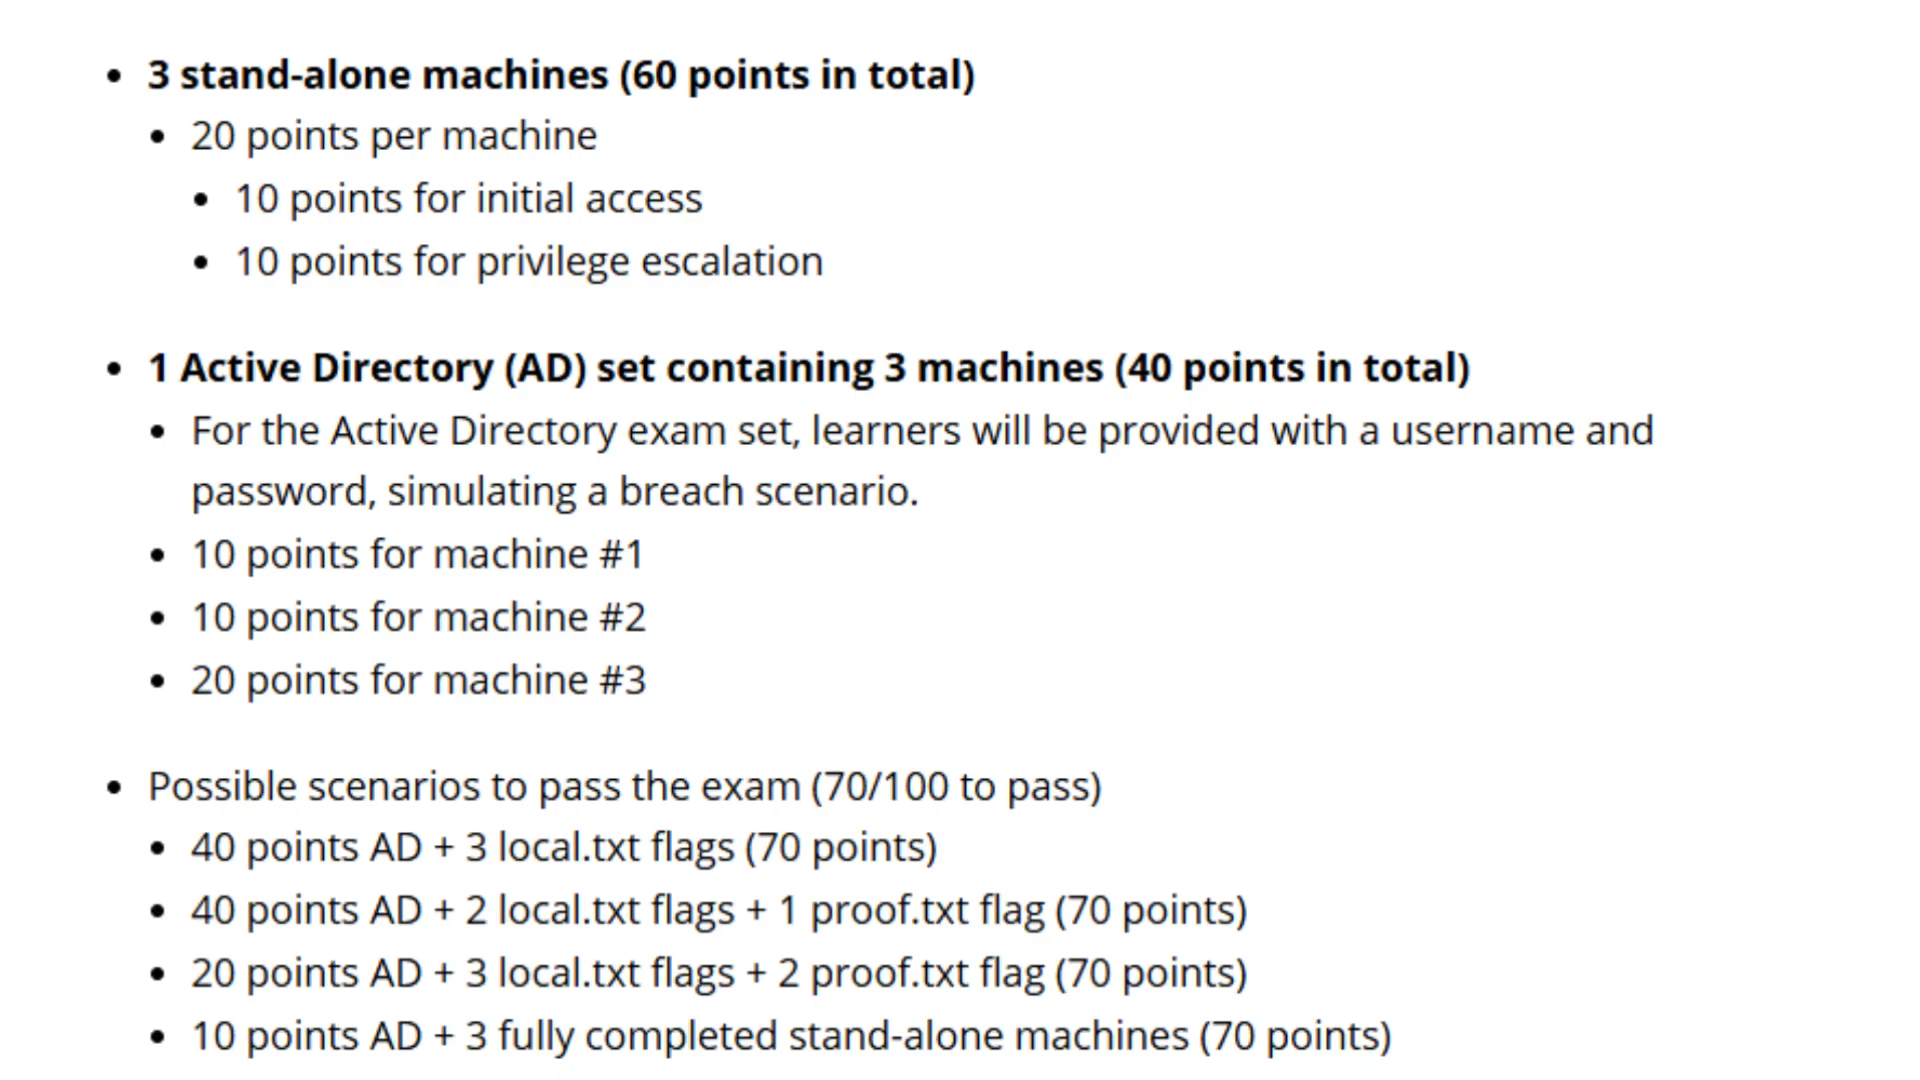 3 stand-alone machines (60 points in total)
20 points per machine
10 points for initial access
10 points for privilege escalation
1 Active Directory (AD) set containing 3 machines (40 points in total)
For the Active Directory exam set, learners will be provided with a username and
password, simulating a breach scenario.
10 points for machine #1
10 points for machine #2
20 points for machine #3
Possible scenarios to pass the exam (70/100 to pass)
40 points AD + 3 local.txt flags (70 points)
40 points AD + 2 local.txt flags + 1 proof.txt flag (70 points)
20 points AD + 3 local.txt flags + 2 proof.txt flag (70 points)
10 points AD + 3 fully completed stand-alone machines (70 points)